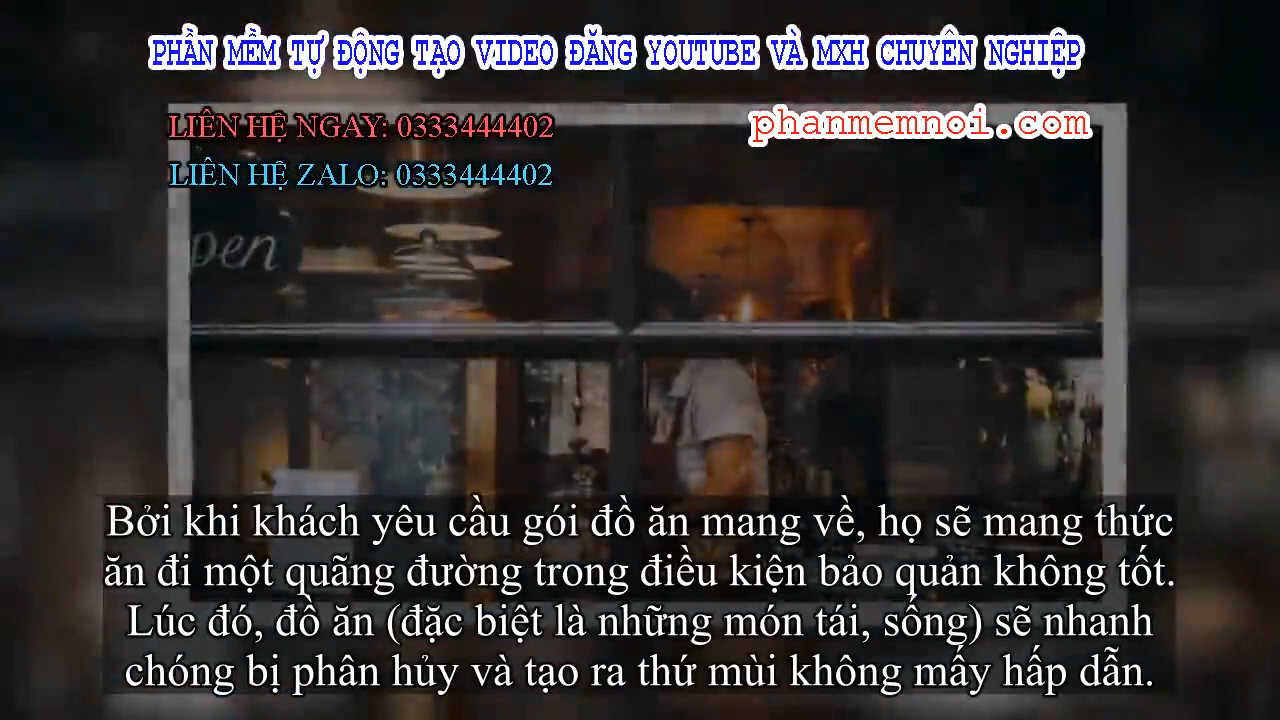 PHẦN MỀM TỰ ĐỘNG TẠO VIDEO ĐĂNG YOUTUBE VÀ MXH CHUYÊN NGHIỆP
LIÊN HỆ NGAY: 0333444402
phanmemnoi.com
LIÊN HỆ ZALO: 0333444402
pen
Bởi khi khách yêu cầu gói đồ ăn mang về, họ sẽ mang thức
ăn đi một quãng đường trong điều kiện bảo quản không tốt.
Lúc đó, đồ ăn (đặc biệt là những món tái, sống) sẽ nhanh
chóng bị phân hủy và tạo ra thứ mùi không mấy hấp dẫn.